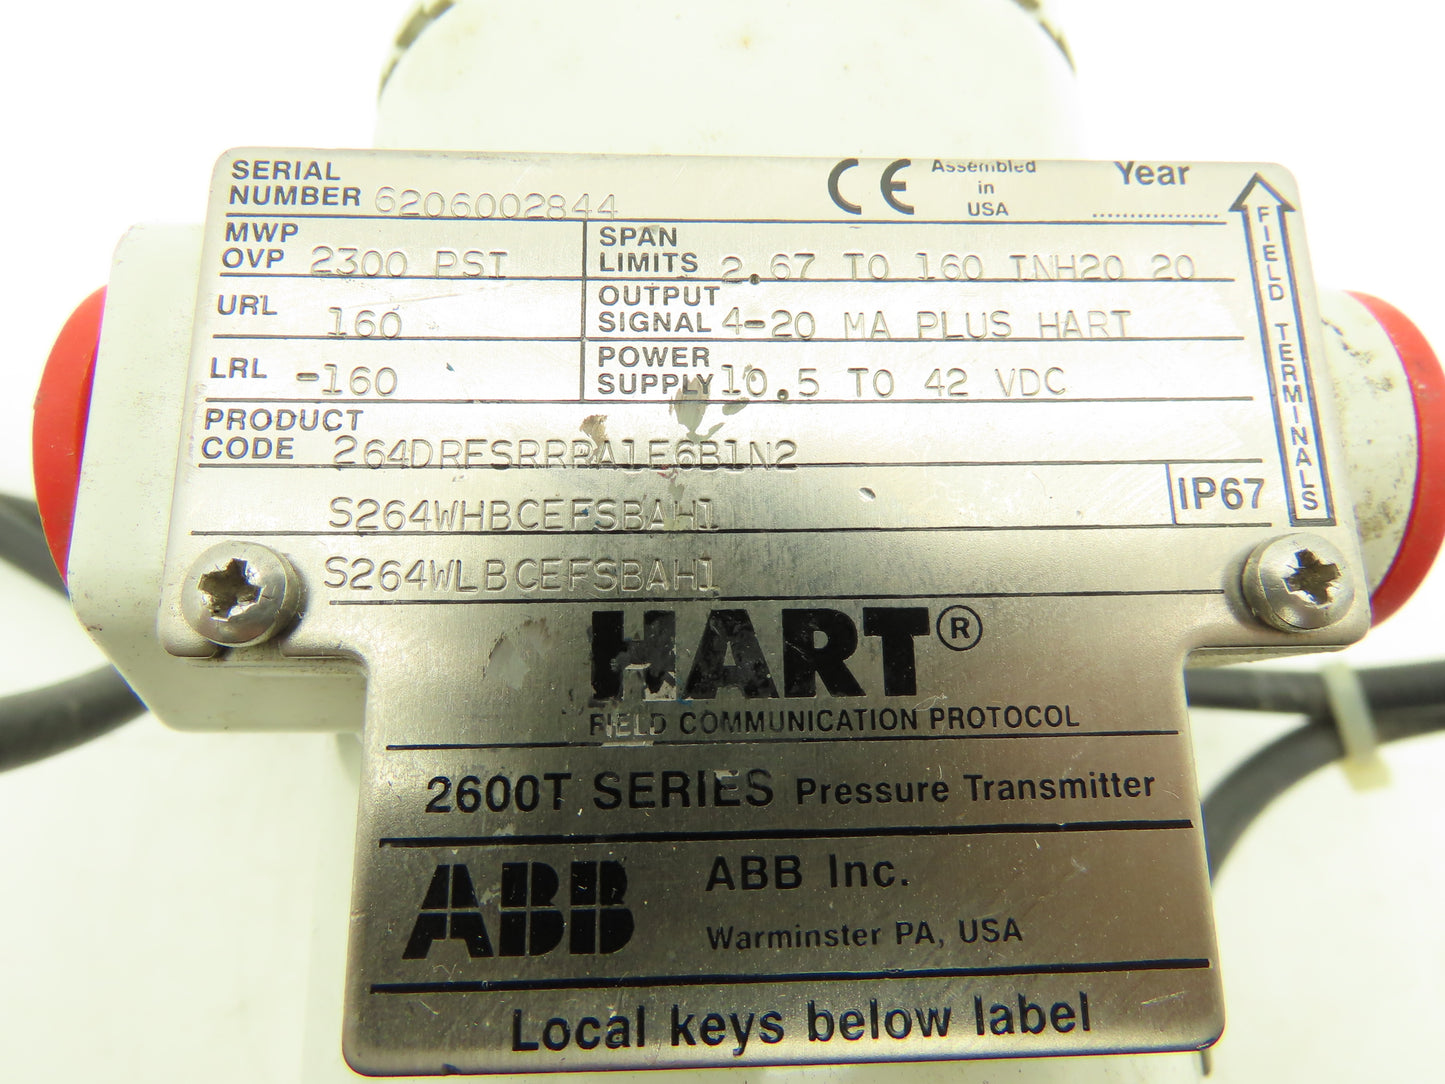 SERIAL
NUMBER 6206002844
CE
Assembled
in
USA
Year
MWP
OVP 2300 PSI
SPAN
LIMITS 2.67 TO 160 INH20 20
URL 160
OUTPUT
SIGNAL 4-20 MA PLUS HART
LRL -160
POWER
SUPPLY 10.5 TO 42 VDC
PRODUCT
CODE 264DRFSRRRA1E6B1N2
S264WHBCEFSBAH1
IP67
S264WLBCEFSBAH1
FIELD TERMINALS
HART®
FIELD COMMUNICATION PROTOCOL
2600T SERIES Pressure Transmitter
ABB
ABB Inc.
Warminster PA, USA
Local keys below label